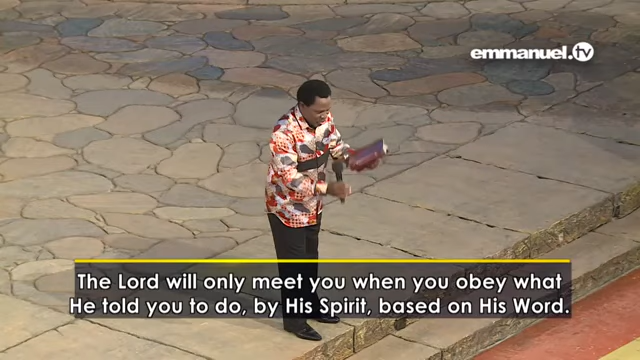 emmanuel.tv
The Lord will only meet you when you obey what
He told you to do, by His Spirit, based on His Word.